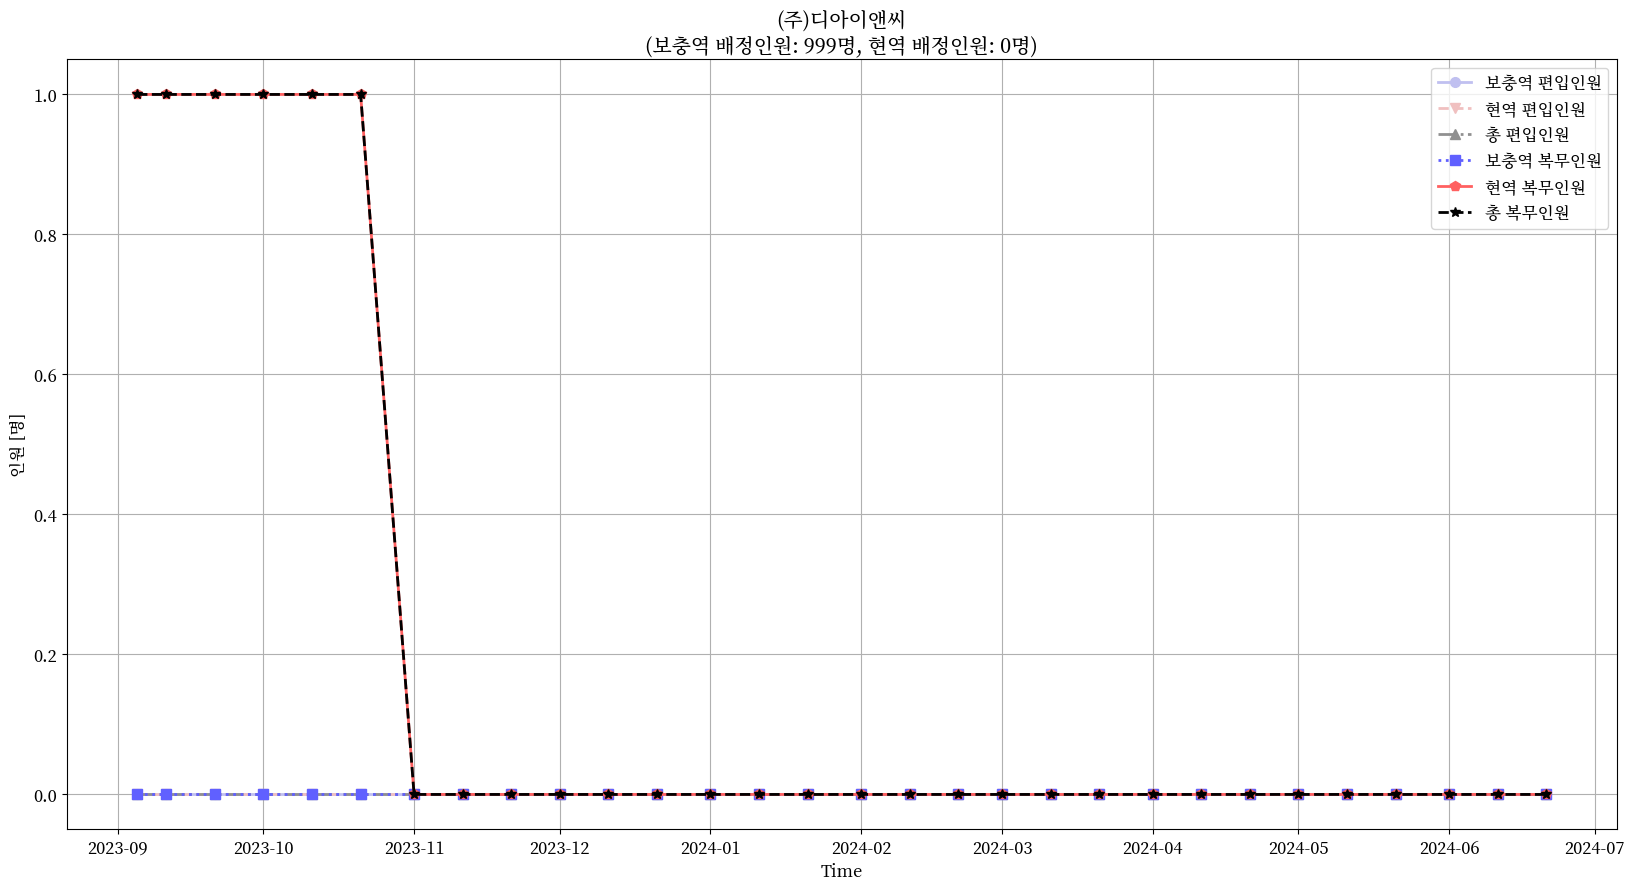 (주)디아이앤씨
(보충역 배정인원: 999명, 현역 배정인원: 0명)
보충역 편입인원
현역 편입인원
총 편입인원
보충역 복무인원
현역 복무인원
총 복무인원
인원 [명]
1.0
0.8
0.6
0.4
0.2
0.0
2023-09 2023-10 2023-11 2023-12 2024-01 2024-02 2024-03 2024-04 2024-05 2024-06 2024-07
Time